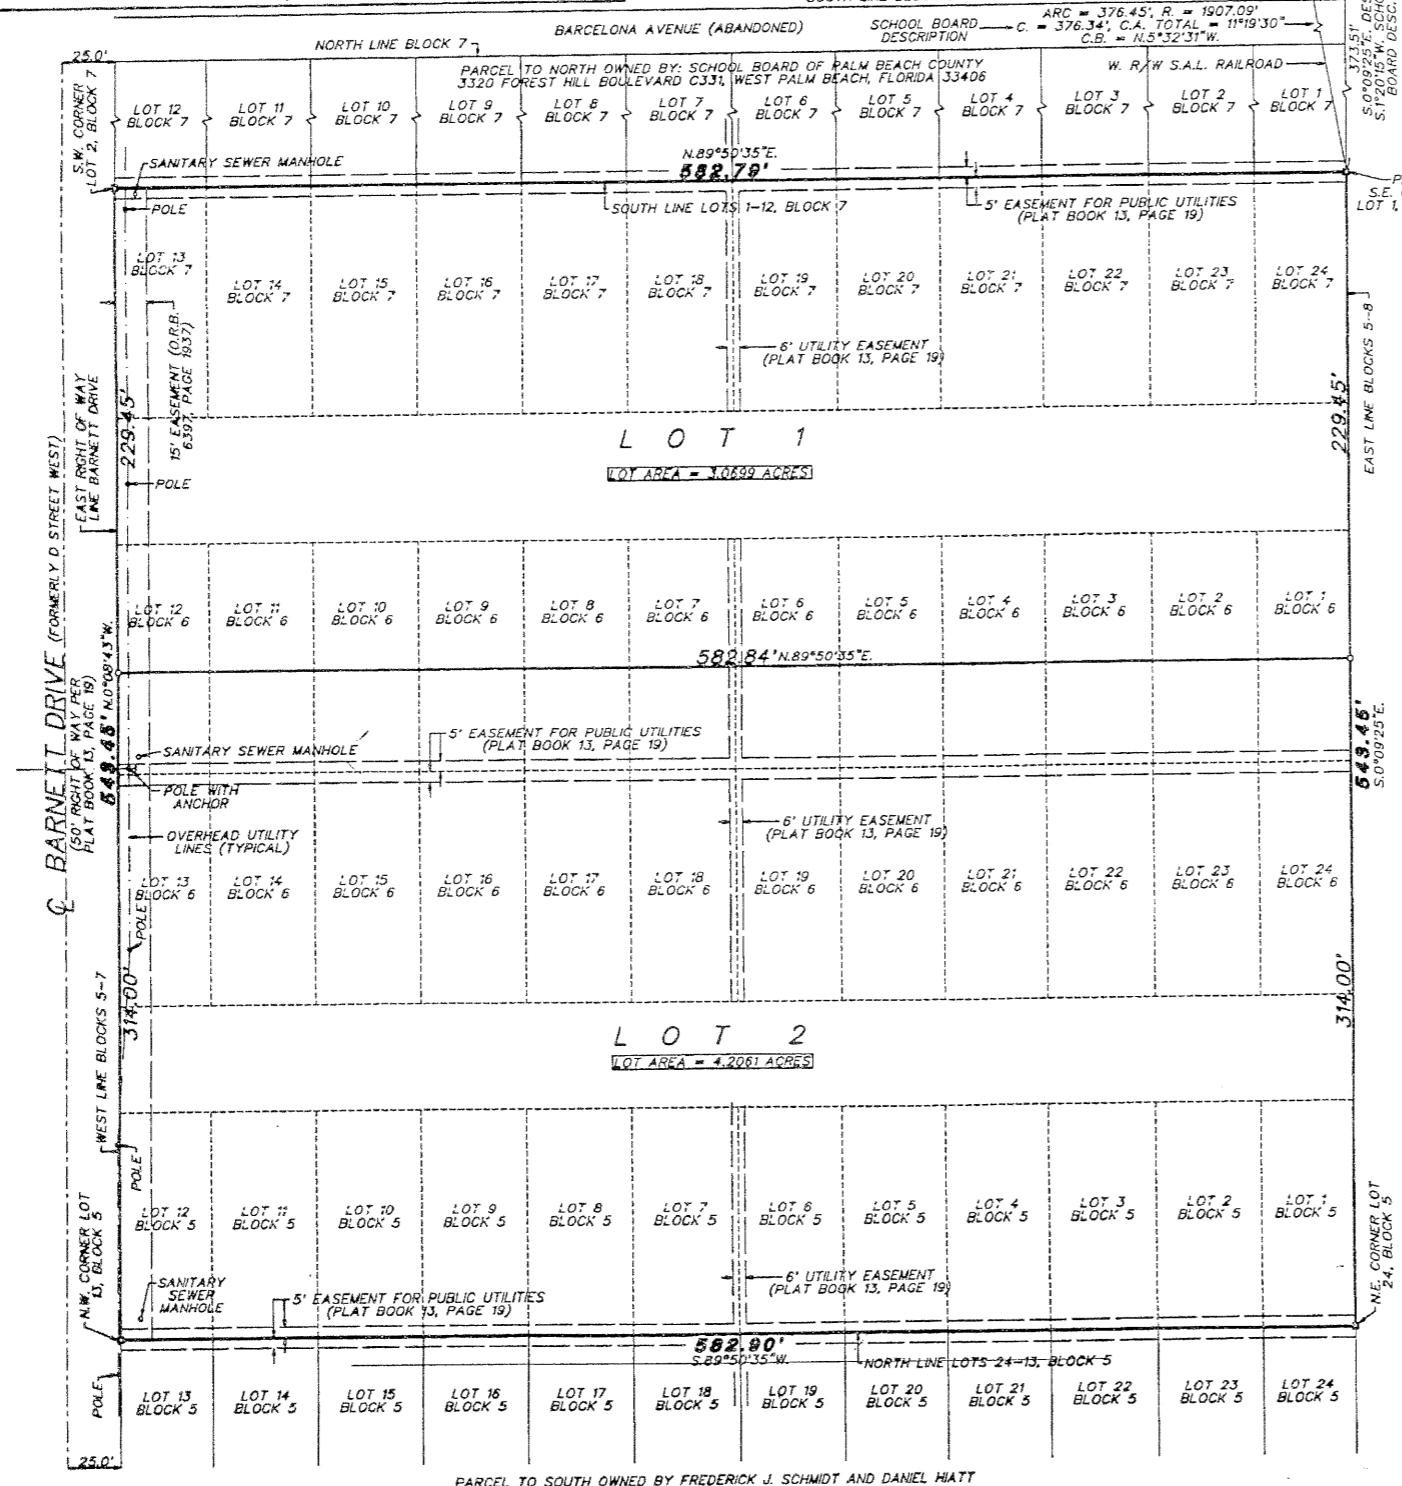 BARCELONA AVENUE (ABANDONED)
SCHOOL BOARD
DESCRIPTION
ARC = 376.45', R. = 1907.09'
C. = 376.34', C.A. TOTAL = 11°19'30"
C.B. = N.5°32'31"W.
NORTH LINE BLOCK 7
25.0'
PARCEL TO NORTH OWNED BY: SCHOOL BOARD OF PALM BEACH COUNTY
3320 FOREST HILL BOULEVARD C331, WEST PALM BEACH, FLORIDA 33406
W. R/W S.A.L. RAILROAD
373.51'
S.W. CORNER
LOT 2, BLOCK 7
LOT 12 BLOCK 7
LOT 11 BLOCK 7
LOT 10 BLOCK 7
LOT 9 BLOCK 7
LOT 8 BLOCK 7
LOT 7 BLOCK 7
LOT 6 BLOCK 7
LOT 5 BLOCK 7
LOT 4 BLOCK 7
LOT 3 BLOCK 7
LOT 2 BLOCK 7
LOT 1 BLOCK 7
SANITARY SEWER MANHOLE
N.89°50'35"E.
582.79'
POLE
SOUTH LINE LOTS 1-12, BLOCK 7
5' EASEMENT FOR PUBLIC UTILITIES
(PLAT BOOK 13, PAGE 19)
S.E.
LOT 1,
LOT 13 BLOCK 7
LOT 14 BLOCK 7
LOT 15 BLOCK 7
LOT 16 BLOCK 7
LOT 17 BLOCK 7
LOT 18 BLOCK 7
LOT 19 BLOCK 7
LOT 20 BLOCK 7
LOT 21 BLOCK 7
LOT 22 BLOCK 7
LOT 23 BLOCK 7
LOT 24 BLOCK 7
6' UTILITY EASEMENT
(PLAT BOOK 13, PAGE 19)
15' EASEMENT (O.R.B.
6397, PAGE 1937)
EAST RIGHT OF WAY
LINE BARNETT DRIVE
229.45'
229.45'
EAST LINE BLOCKS 5-8
LOT 1
LOT AREA = 3.0699 ACRES
POLE
LOT 12 BLOCK 6
LOT 11 BLOCK 6
LOT 10 BLOCK 6
LOT 9 BLOCK 6
LOT 8 BLOCK 6
LOT 7 BLOCK 6
LOT 6 BLOCK 6
LOT 5 BLOCK 6
LOT 4 BLOCK 6
LOT 3 BLOCK 6
LOT 2 BLOCK 6
LOT 1 BLOCK 6
582.84' N.89°50'35"E.
℄ BARNETT DRIVE (FORMERLY D STREET WEST)
(50' RIGHT OF WAY PER
PLAT BOOK 13, PAGE 19)
543.45' N.0°08'43"W.
SANITARY SEWER MANHOLE
5' EASEMENT FOR PUBLIC UTILITIES
(PLAT BOOK 13, PAGE 19)
POLE WITH
ANCHOR
543.45'
S.0°09'25"E.
OVERHEAD UTILITY
LINES (TYPICAL)
6' UTILITY EASEMENT
(PLAT BOOK 13, PAGE 19)
LOT 13 BLOCK 6
LOT 14 BLOCK 6
LOT 15 BLOCK 6
LOT 16 BLOCK 6
LOT 17 BLOCK 6
LOT 18 BLOCK 6
LOT 19 BLOCK 6
LOT 20 BLOCK 6
LOT 21 BLOCK 6
LOT 22 BLOCK 6
LOT 23 BLOCK 6
LOT 24 BLOCK 6
POLE
314.00'
314.00'
WEST LINE BLOCKS 5-7
LOT 2
LOT AREA = 4.2061 ACRES
POLE
LOT 12 BLOCK 5
LOT 11 BLOCK 5
LOT 10 BLOCK 5
LOT 9 BLOCK 5
LOT 8 BLOCK 5
LOT 7 BLOCK 5
LOT 6 BLOCK 5
LOT 5 BLOCK 5
LOT 4 BLOCK 5
LOT 3 BLOCK 5
LOT 2 BLOCK 5
LOT 1 BLOCK 5
N.W. CORNER LOT
13, BLOCK 5
N.E. CORNER LOT
24, BLOCK 5
SANITARY
SEWER
MANHOLE
5' EASEMENT FOR PUBLIC UTILITIES
(PLAT BOOK 13, PAGE 19)
6' UTILITY EASEMENT
(PLAT BOOK 13, PAGE 19)
582.90'
S.89°50'35"W.
NORTH LINE LOTS 24-13, BLOCK 5
POLE
LOT 13 BLOCK 5
LOT 14 BLOCK 5
LOT 15 BLOCK 5
LOT 16 BLOCK 5
LOT 17 BLOCK 5
LOT 18 BLOCK 5
LOT 19 BLOCK 5
LOT 20 BLOCK 5
LOT 21 BLOCK 5
LOT 22 BLOCK 5
LOT 23 BLOCK 5
LOT 24 BLOCK 5
25.0'
PARCEL TO SOUTH OWNED BY FREDERICK J. SCHMIDT AND DANIEL HIATT